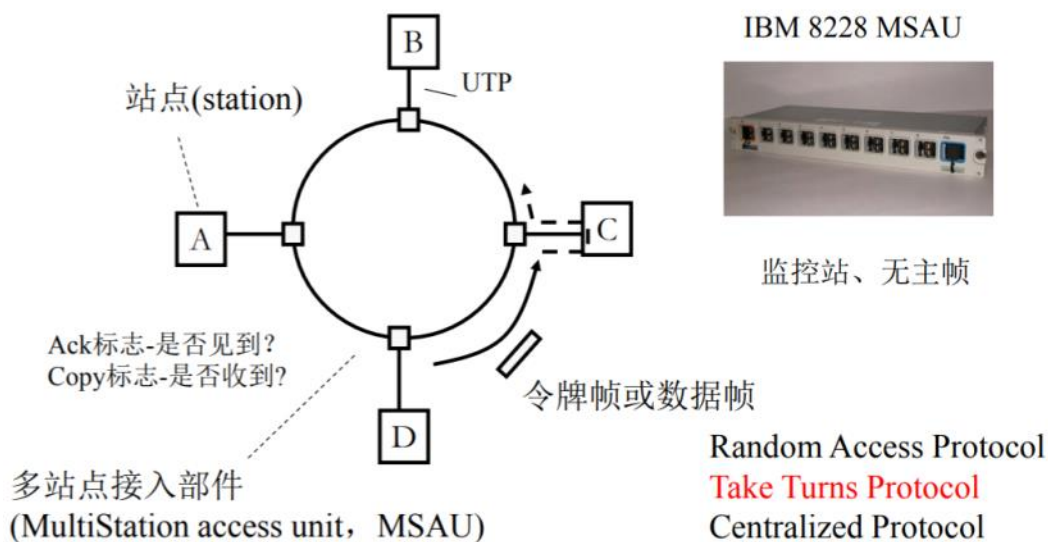 IBM 8228 MSAU
B
UTP
站点(station)
A
C
监控站、无主帧
Ack标志-是否见到?
Copy标志-是否收到?
令牌帧或数据帧
D
Random Access Protocol
Take Turns Protocol
Centralized Protocol
多站点接入部件
(MultiStation access unit，MSAU)